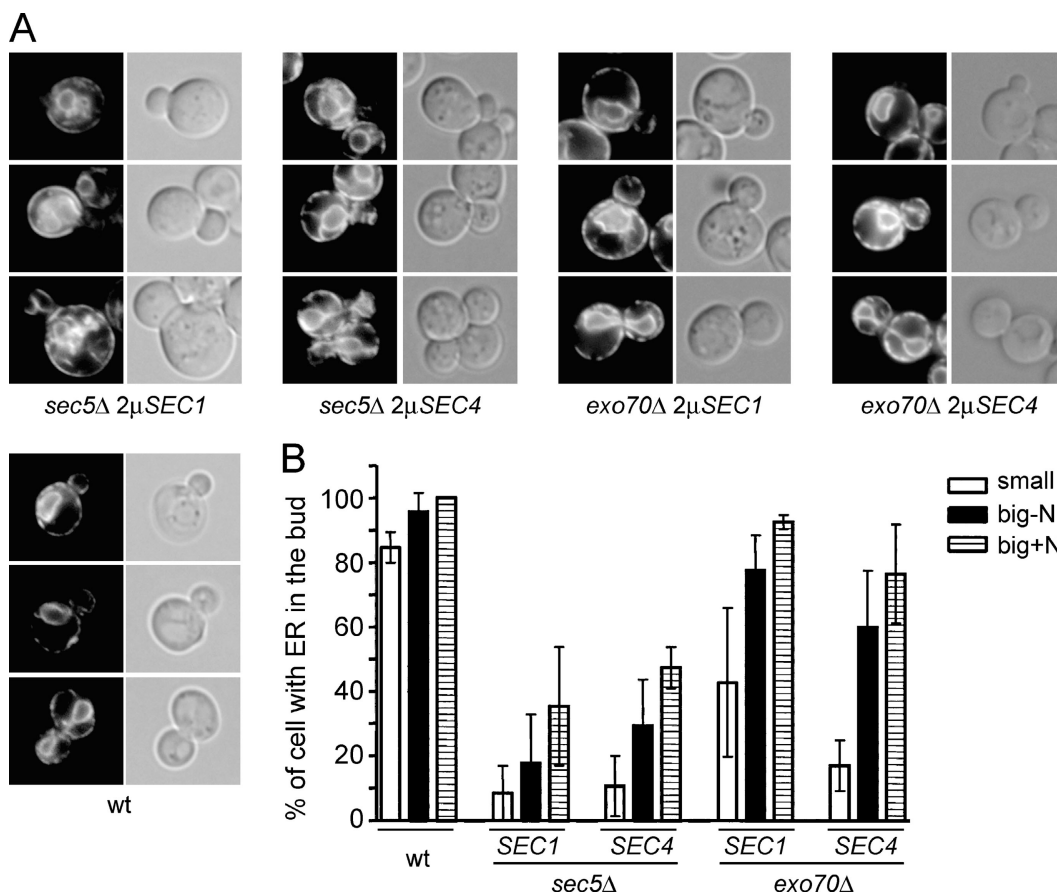 A
sec5Δ 2μSEC1
sec5Δ 2μSEC4
exo70Δ 2μSEC1
exo70Δ 2μSEC4
wt
B
% of cell with ER in the bud
100
80
60
40
20
0
small
big-N
big+N
wt
SEC1
SEC4
SEC1
SEC4
sec5Δ
exo70Δ